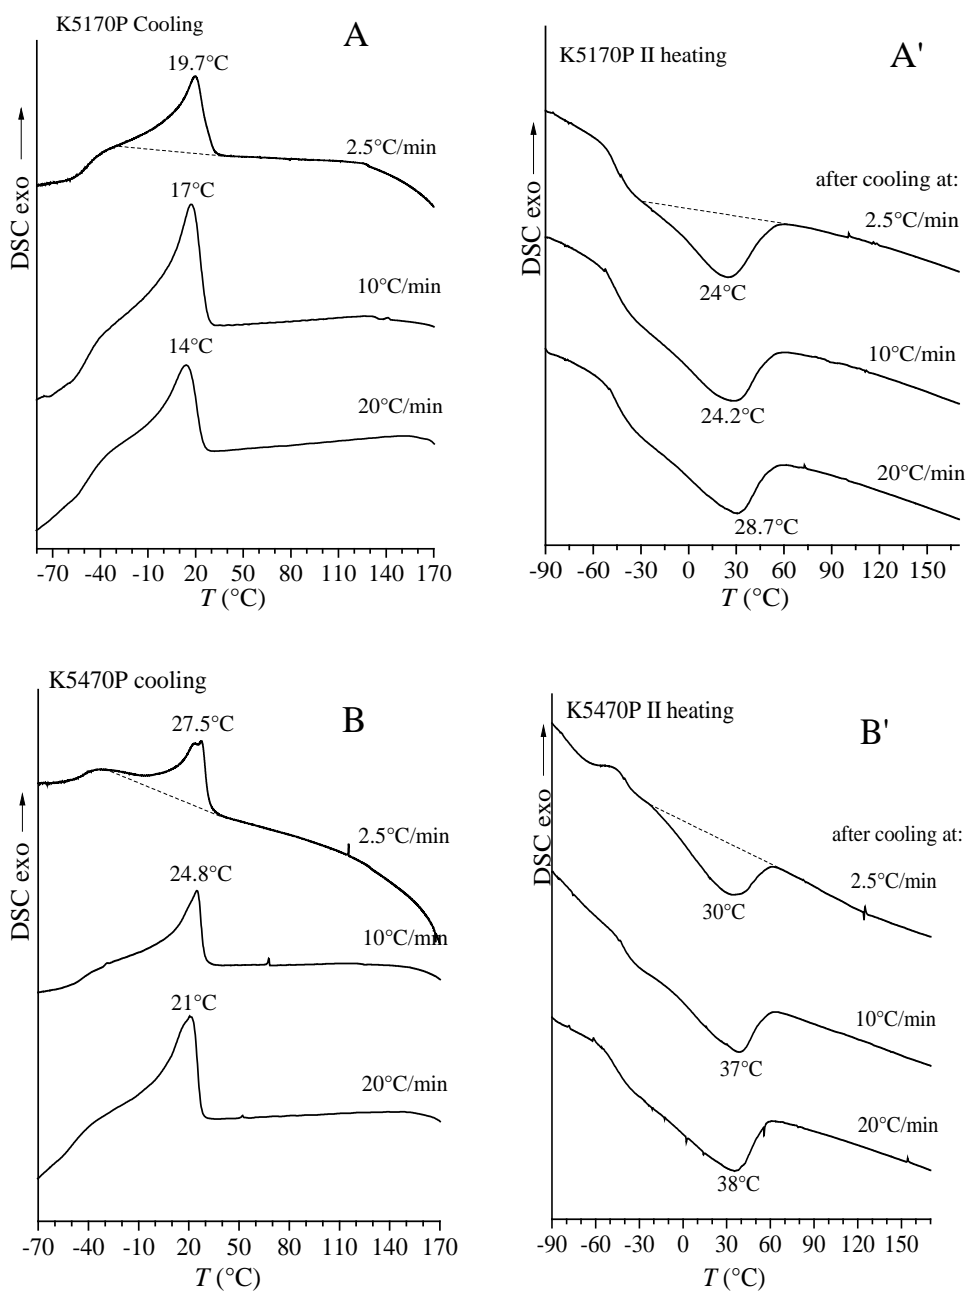 K5170P Cooling
A
19.7°C
2.5°C/min
17°C
10°C/min
14°C
20°C/min
DSC exo
-70 -40 -10 20 50 80 110 140 170
T (°C)
K5170P II heating
A'
after cooling at:
2.5°C/min
24°C
10°C/min
24.2°C
20°C/min
28.7°C
DSC exo
-90 -60 -30 0 30 60 90 120 150
T (°C)
K5470P cooling
B
27.5°C
2.5°C/min
24.8°C
10°C/min
21°C
20°C/min
DSC exo
-70 -40 -10 20 50 80 110 140 170
T (°C)
K5470P II heating
B'
after cooling at:
2.5°C/min
30°C
10°C/min
37°C
20°C/min
38°C
DSC exo
-90 -60 -30 0 30 60 90 120 150
T (°C)